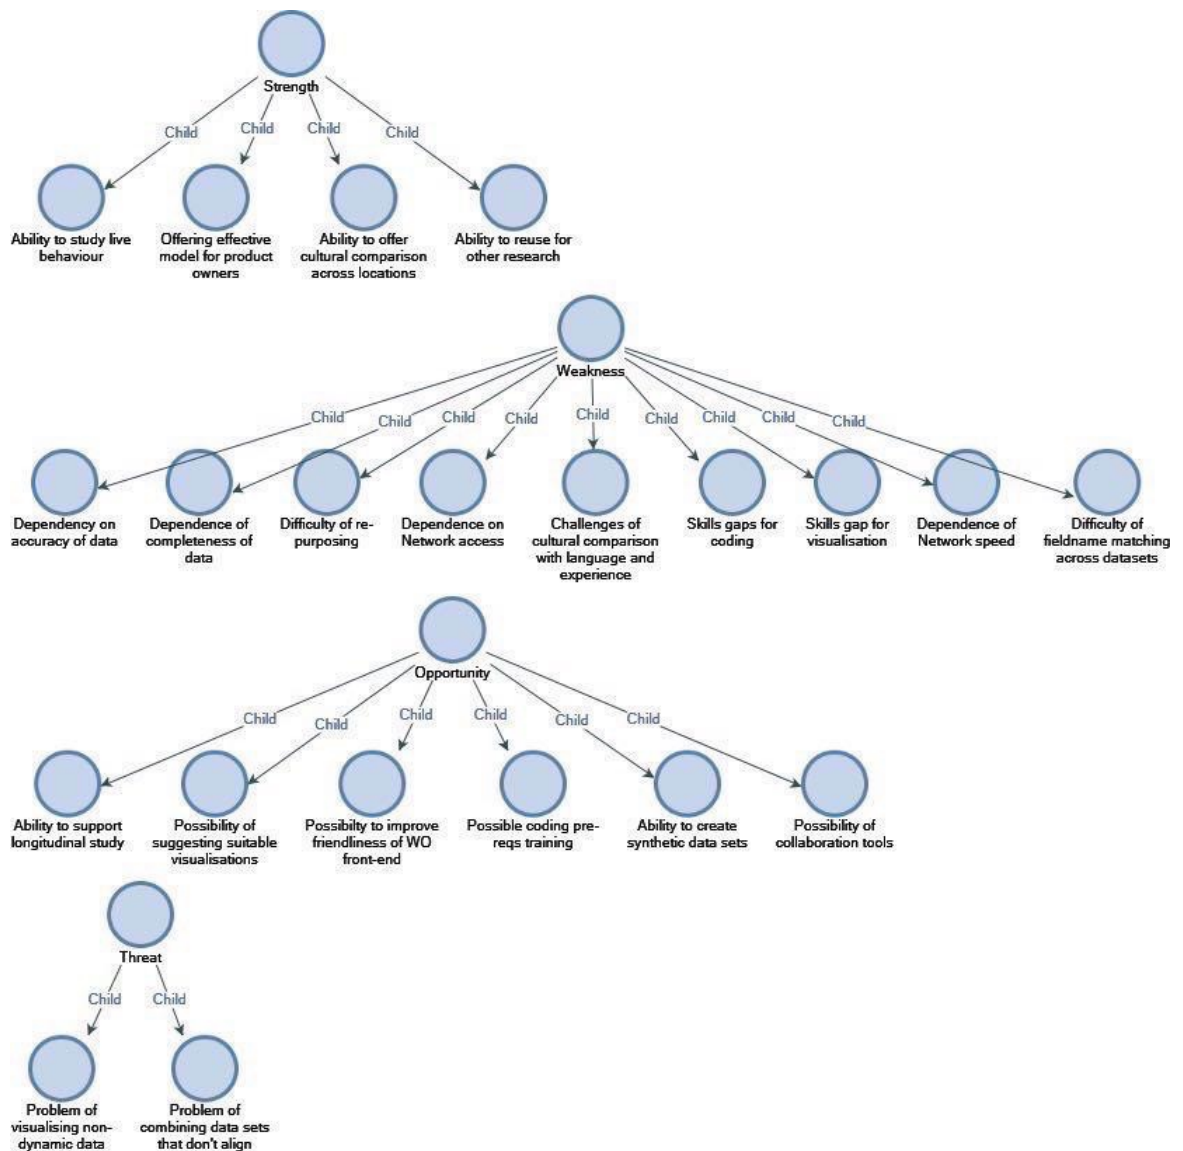 Strength
Child
Child
Child
Child
Ability to study live
behaviour
Offering effective
model for product
owners
Ability to offer
cultural comparison
across locations
Ability to reuse for
other research
Weakness
Child
Child
Child
Child
Child
Child
Child
Child
Child
Dependency on
accuracy of data
Dependence of
completeness of
data
Difficulty of re-
purposing
Dependence on
Network access
Challenges of
cultural comparison
with language and
experience
Skills gaps for
coding
Skills gap for
visualisation
Dependence of
Network speed
Difficulty of
fieldname matching
across datasets
Opportunity
Child
Child
Child
Child
Child
Child
Ability to support
longitudinal study
Possibility of
suggesting suitable
visualisations
Possibilty to improve
friendliness of WO
front-end
Possible coding pre-
reqs training
Ability to create
synthetic data sets
Possibility of
collaboration tools
Threat
Child
Child
Problem of
visualising non-
dynamic data
Problem of
combining data sets
that don't align